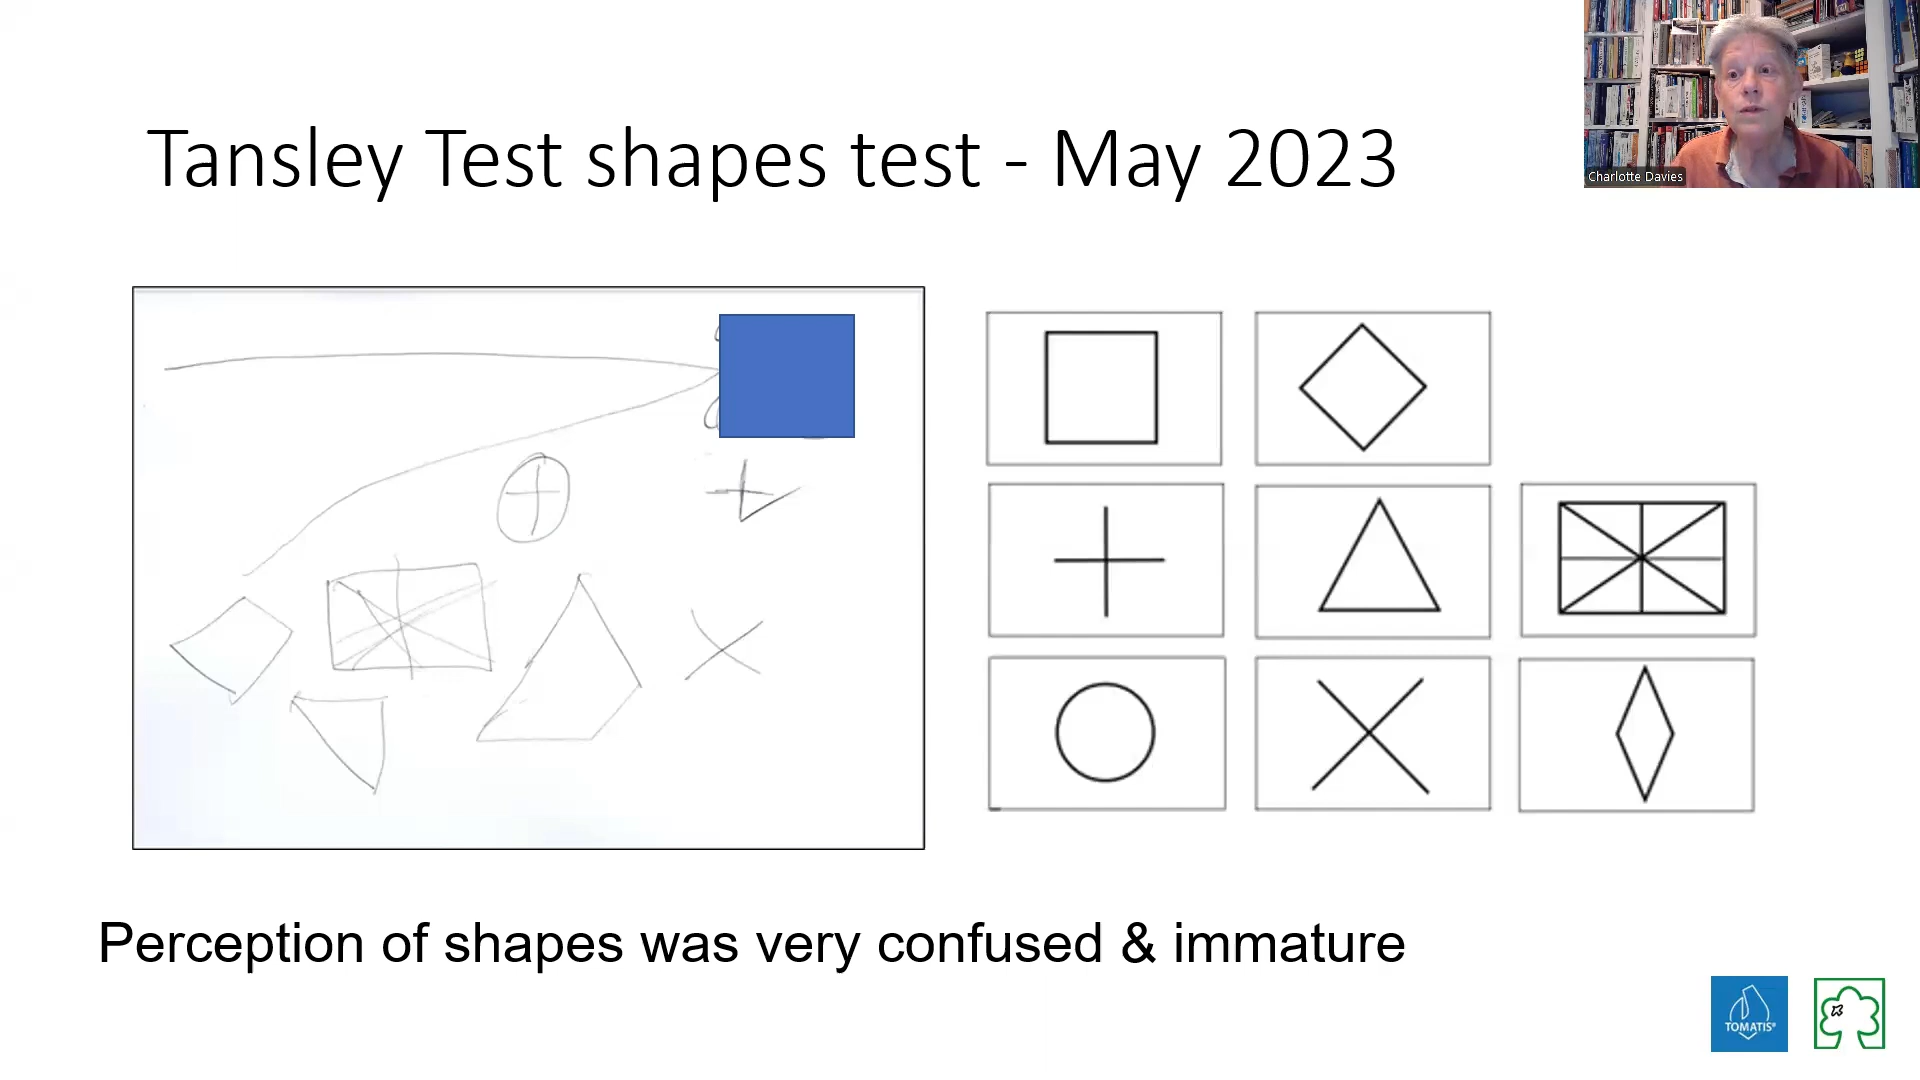 Tansley Test shapes test - May 2023
Charlotte Davies
Perception of shapes was very confused & immature
TOMATIS®